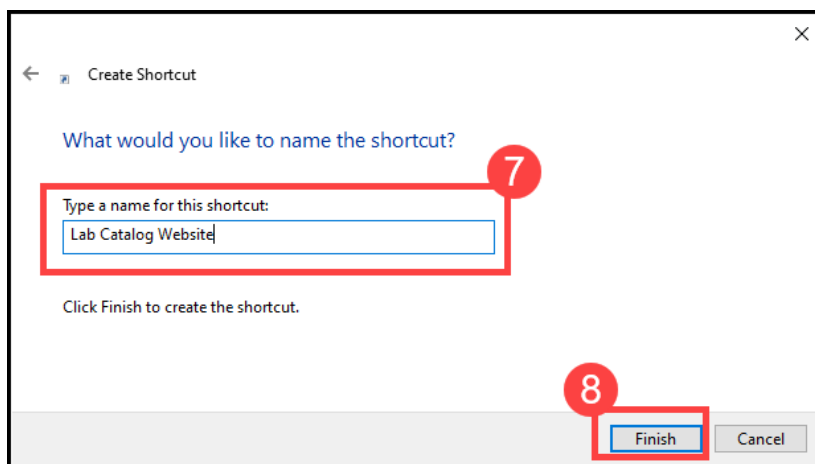 Create Shortcut
What would you like to name the shortcut?
7
Type a name for this shortcut:
Lab Catalog Website
Click Finish to create the shortcut.
8
Finish Cancel